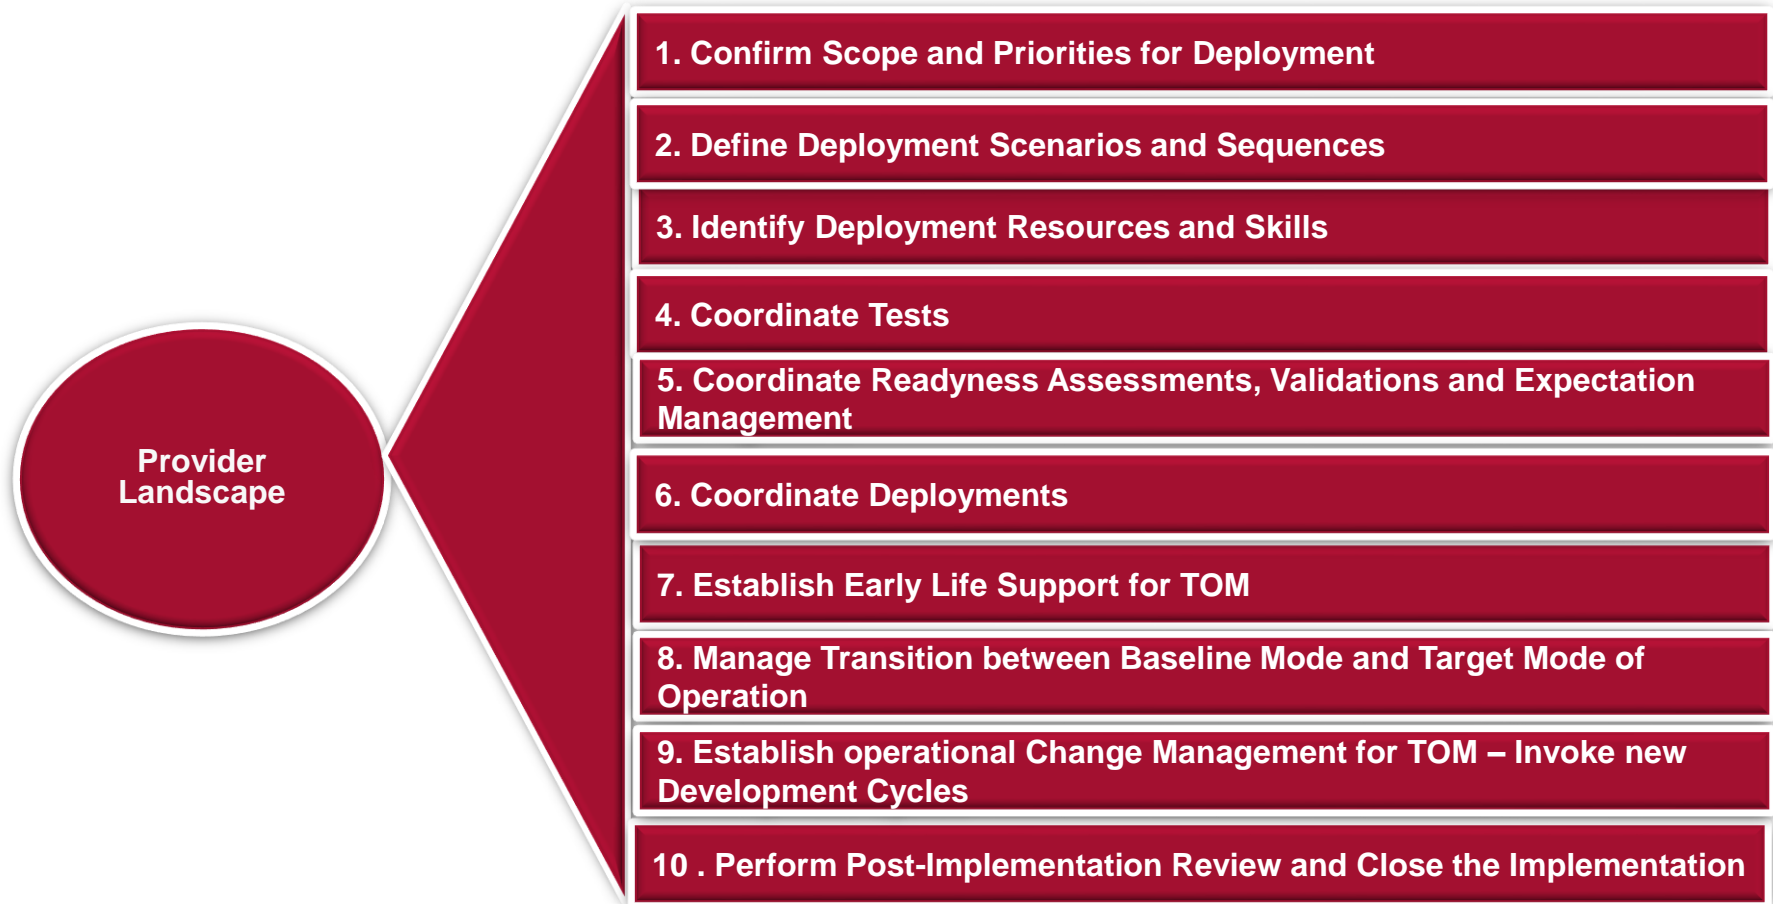 1. Confirm Scope and Priorities for Deployment
2. Define Deployment Scenarios and Sequences
3. Identify Deployment Resources and Skills
4. Coordinate Tests
5. Coordinate Readyness Assessments, Validations and Expectation
Management
Provider
Landscape
6. Coordinate Deployments
7. Establish Early Life Support for TOM
8. Manage Transition between Baseline Mode and Target Mode of
Operation
9. Establish operational Change Management for TOM – Invoke new
Development Cycles
10 . Perform Post-Implementation Review and Close the Implementation